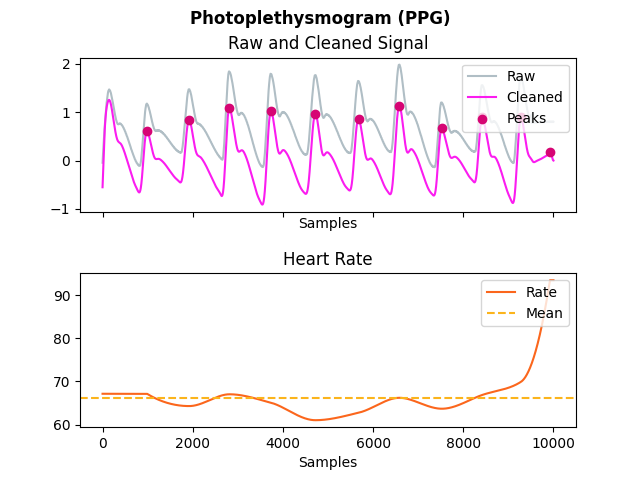 Photoplethysmogram (PPG)
Raw and Cleaned Signal
2
1
0
−1
Raw
Cleaned
Peaks
Samples
Heart Rate
90
80
70
60
Rate
Mean
0 2000 4000 6000 8000 10000
Samples